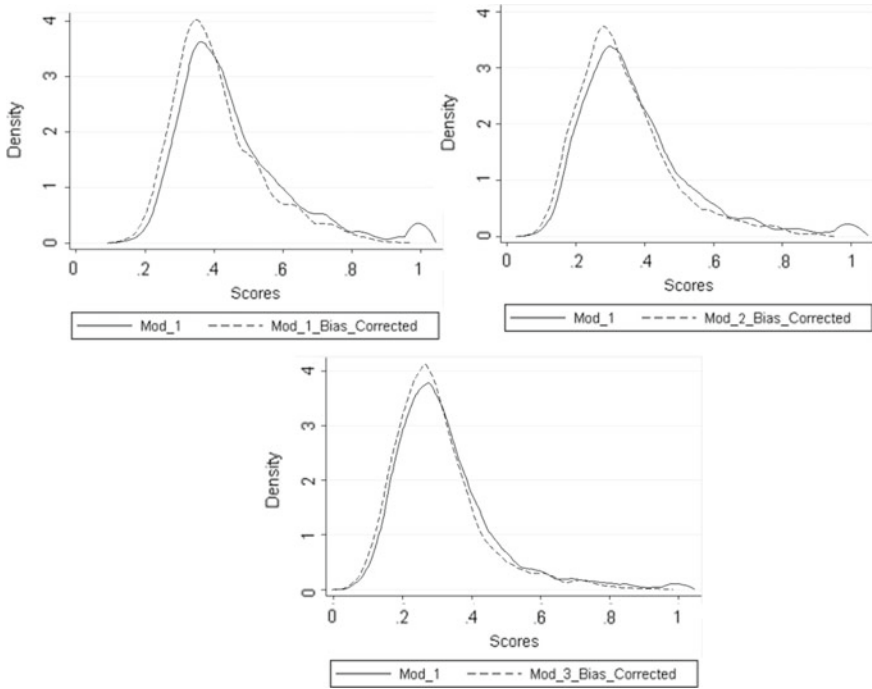 Density
0 1 2 3 4
0 .2 .4 .6 .8 1
Scores
Mod_1 Mod_1_Bias_Corrected
Density
0 1 2 3 4
0 .2 .4 .6 .8 1
Scores
Mod_1 Mod_2_Bias_Corrected
Density
0 1 2 3 4
0 .2 .4 .6 .8 1
Scores
Mod_1 Mod_3_Bias_Corrected